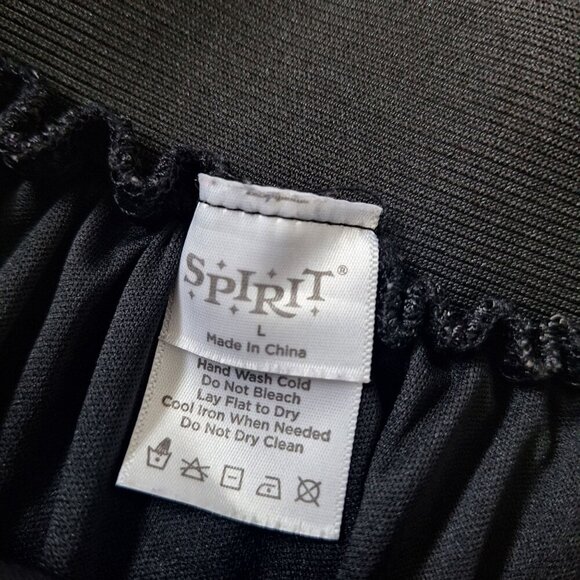 SPIRIT®
L
Made In China
Hand Wash Cold
Do Not Bleach
Lay Flat to Dry
Cool Iron When Needed
Do Not Dry Clean